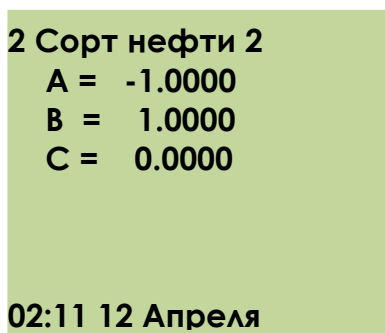 2 Сорт нефти 2
A = -1.0000
B = 1.0000
C = 0.0000
02:11 12 Апреля